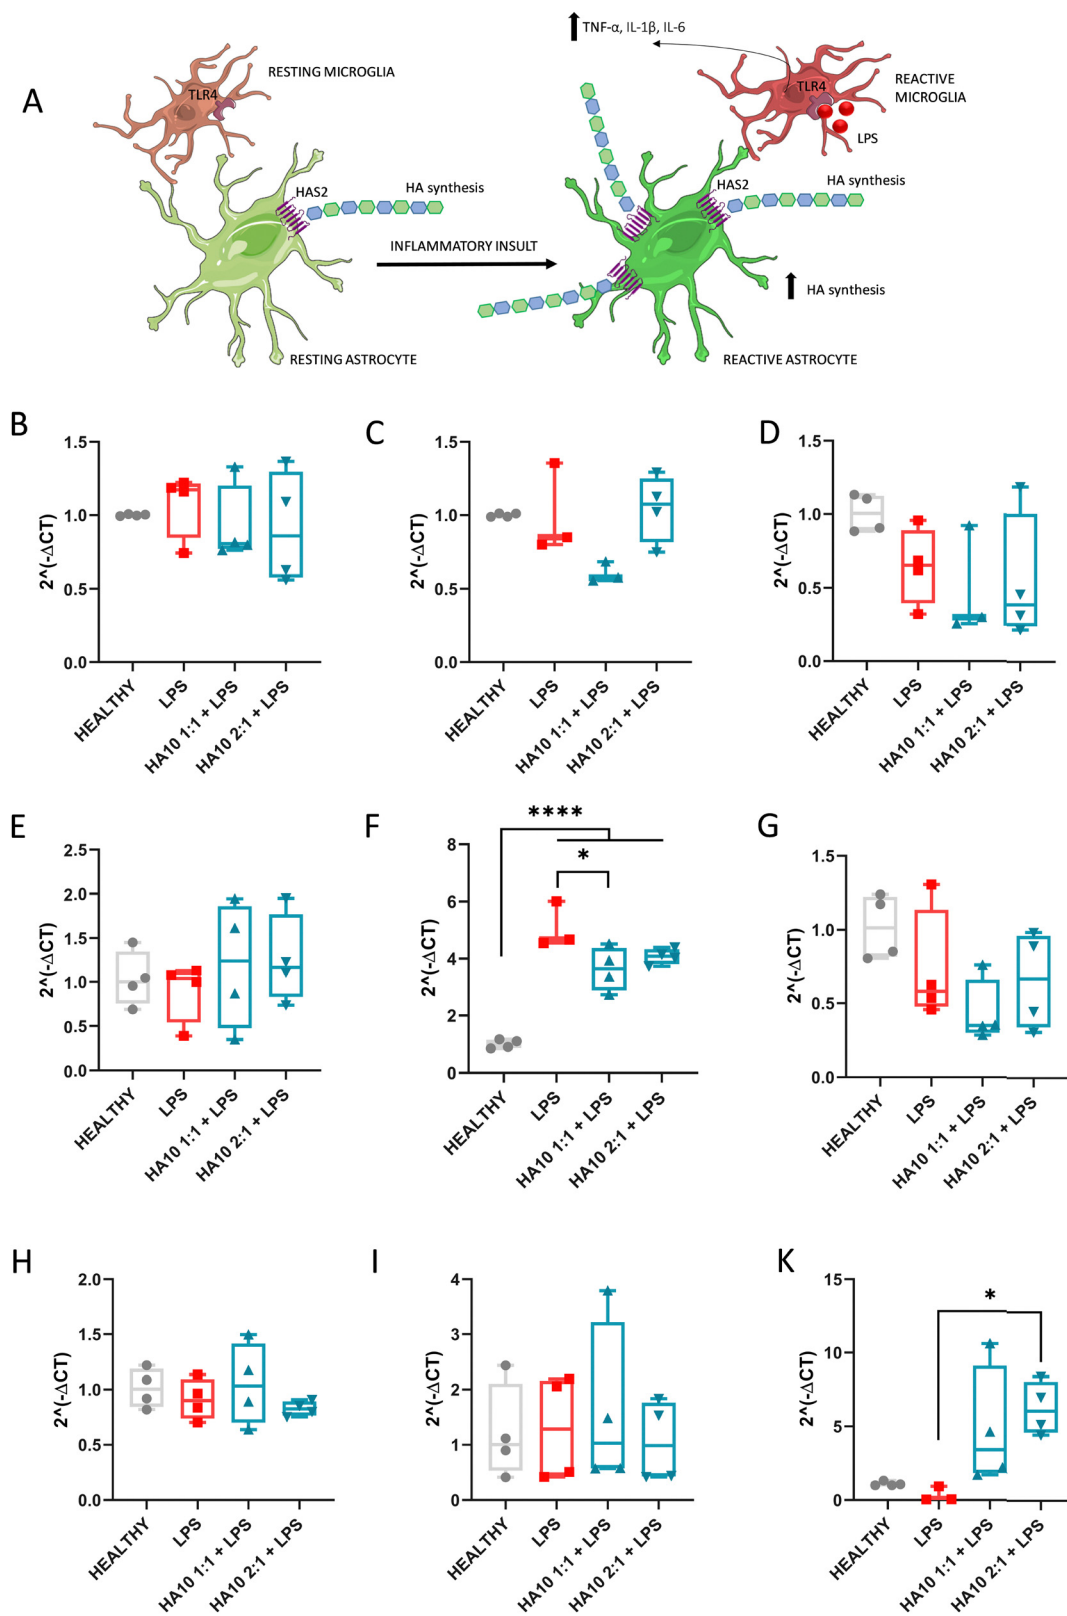 A
↑ TNF-α, IL-1β, IL-6
RESTING MICROGLIA
TLR4
TLR4
REACTIVE
MICROGLIA
LPS
HAS2
HA synthesis
HAS2
HA synthesis
INFLAMMATORY INSULT
↑ HA synthesis
RESTING ASTROCYTE
REACTIVE ASTROCYTE
B
2^(-ΔCT)
1.5
1.0
0.5
0.0
HEALTHY
LPS
HA10 1:1 + LPS
HA10 2:1 + LPS
C
2^(-ΔCT)
1.5
1.0
0.5
0.0
HEALTHY
LPS
HA10 1:1 + LPS
HA10 2:1 + LPS
D
2^(-ΔCT)
1.5
1.0
0.5
0.0
HEALTHY
LPS
HA10 1:1 + LPS
HA10 2:1 + LPS
E
2^(-ΔCT)
2.5
2.0
1.5
1.0
0.5
0.0
HEALTHY
LPS
HA10 1:1 + LPS
HA10 2:1 + LPS
F
****
*
2^(-ΔCT)
8
6
4
2
0
HEALTHY
LPS
HA10 1:1 + LPS
HA10 2:1 + LPS
G
2^(-ΔCT)
1.5
1.0
0.5
0.0
HEALTHY
LPS
HA10 1:1 + LPS
HA10 2:1 + LPS
H
2^(-ΔCT)
2.0
1.5
1.0
0.5
0.0
HEALTHY
LPS
HA10 1:1 + LPS
HA10 2:1 + LPS
I
2^(-ΔCT)
4
3
2
1
0
HEALTHY
LPS
HA10 1:1 + LPS
HA10 2:1 + LPS
K
*
2^(-ΔCT)
15
10
5
0
HEALTHY
LPS
HA10 1:1 + LPS
HA10 2:1 + LPS